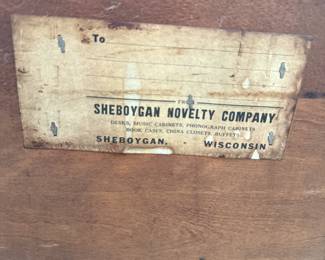 To
FROM
SHEBOYGAN NOVELTY COMPANY
DESKS, MUSIC CABINETS, PHONOGRAPH CABINETS
BOOK CASES, CHINA CLOSETS, BUFFETS
SHEBOYGAN, - WISCONSIN